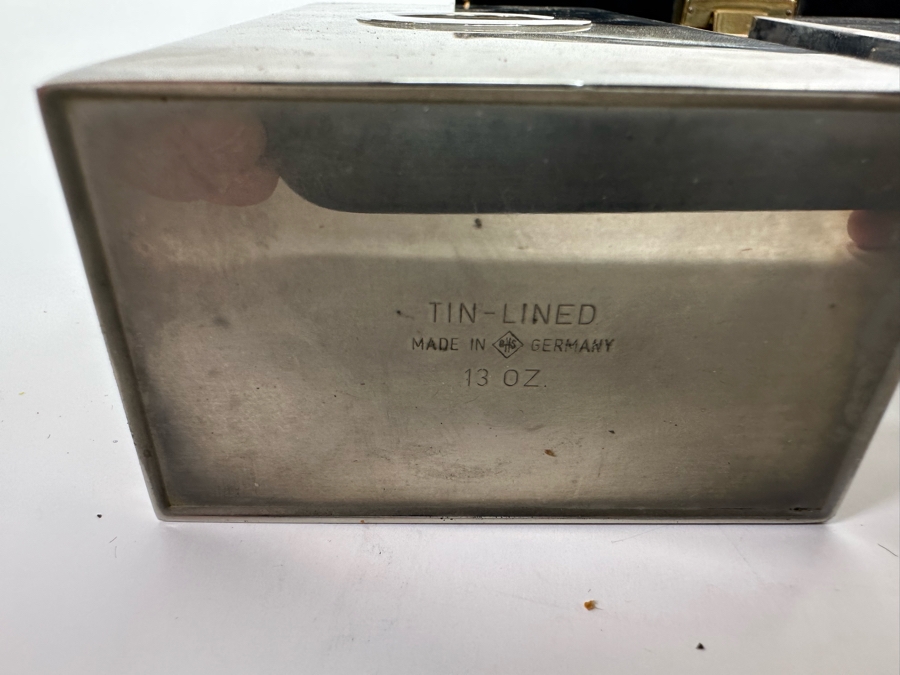 TIN-LINED
MADE IN GERMANY
13 OZ.